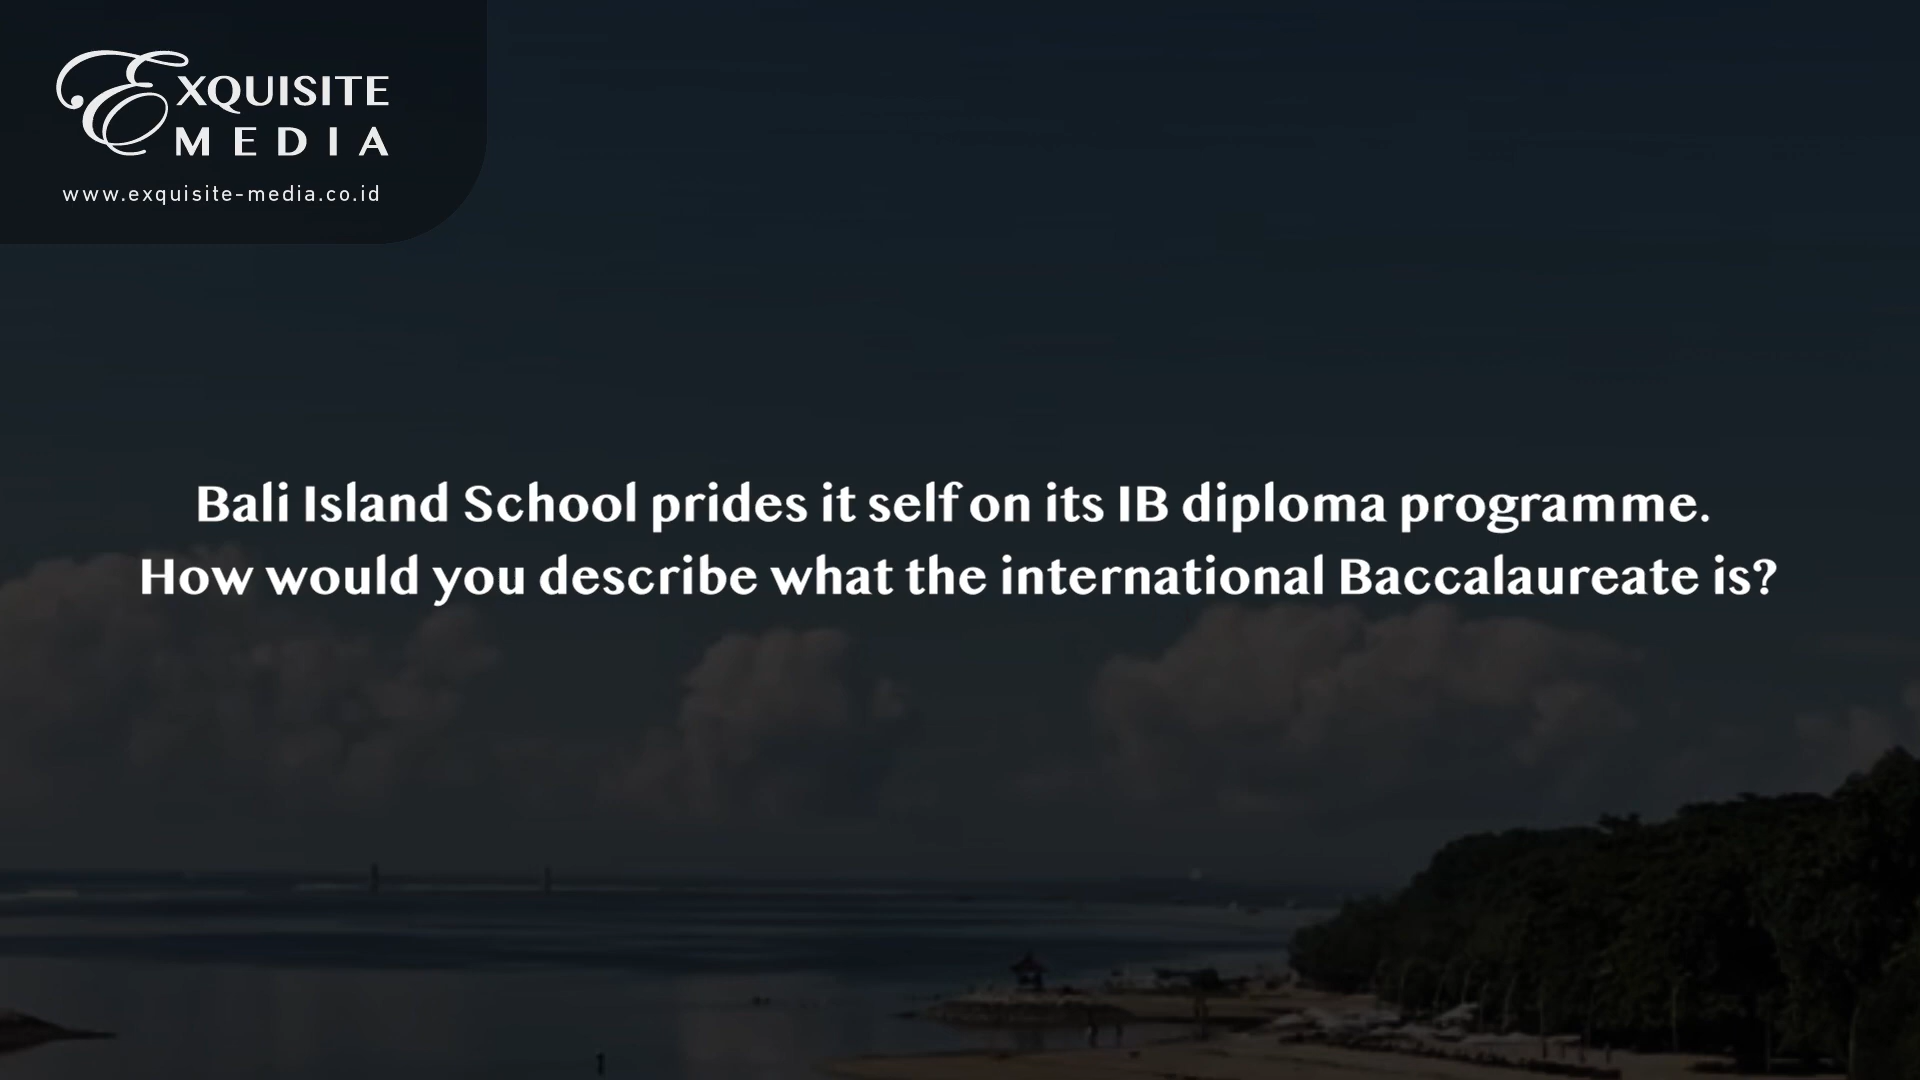 EXQUISITE
MEDIA
www.exquisite-media.co.id
Bali Island School prides it self on its IB diploma programme.
How would you describe what the international Baccalaureate is?